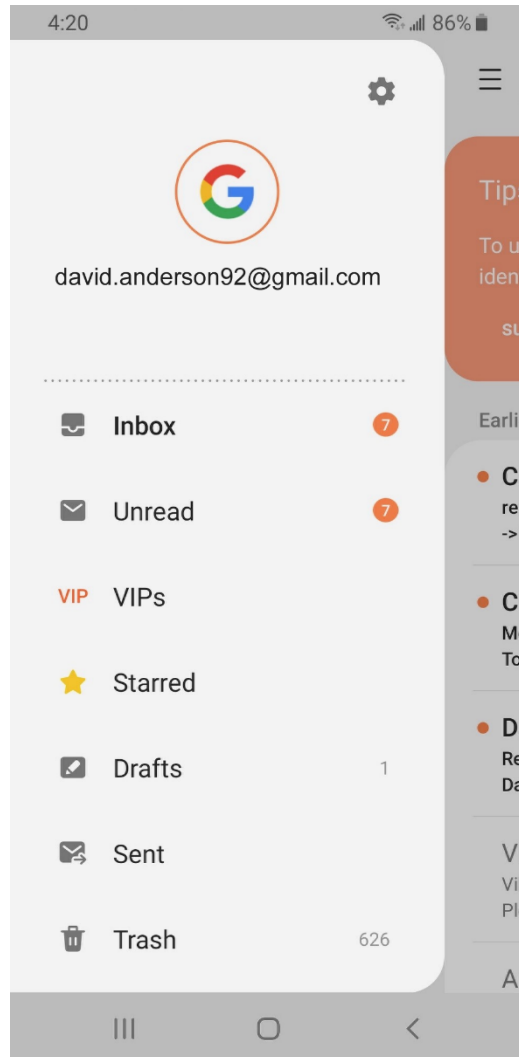 4:20 86%
david.anderson92@gmail.com
Inbox 7
Unread 7
VIP VIPs
Starred
Drafts 1
Sent
Trash 626
Tip
To u
iden
su
Earli
C
re
->
C
M
To
D
Re
Da
V
Vi
Pl
A